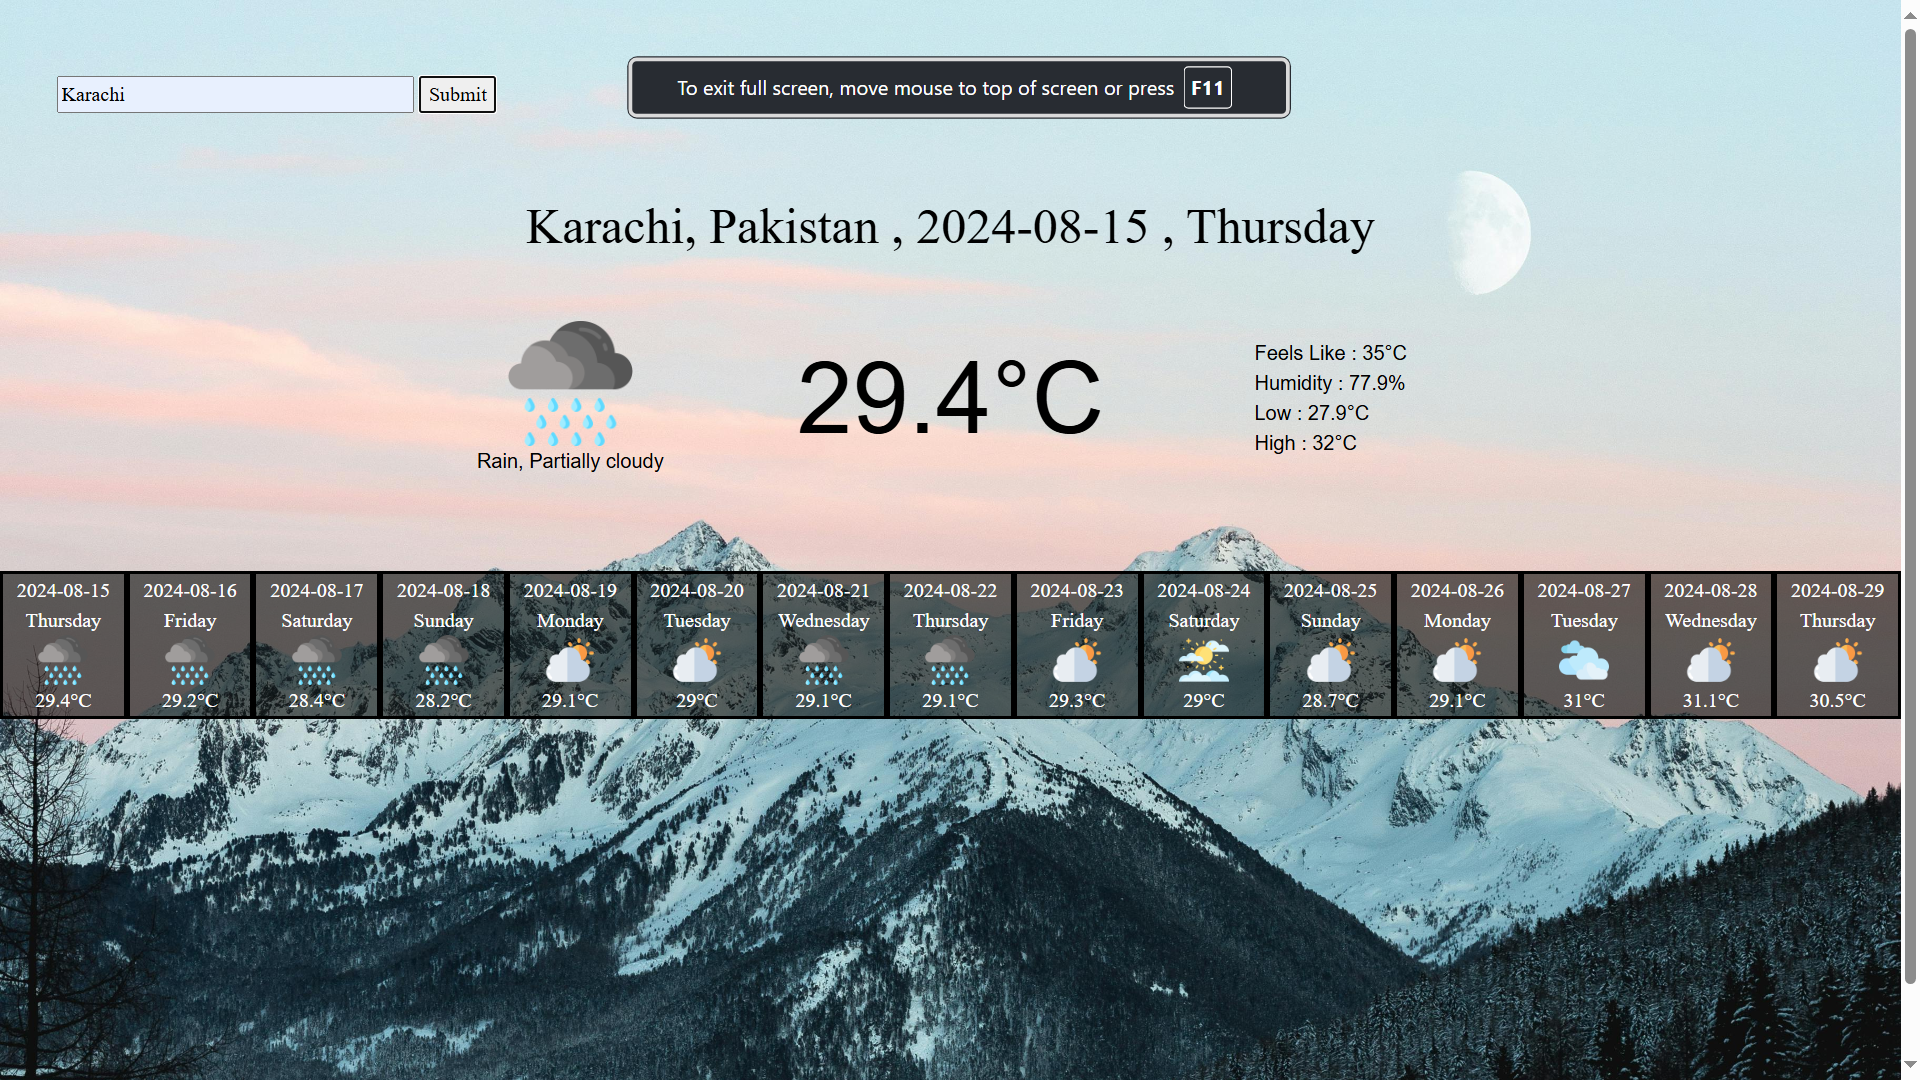 Karachi
Submit
To exit full screen, move mouse to top of screen or press F11
Karachi, Pakistan , 2024-08-15 , Thursday
Rain, Partially cloudy
29.4°C
Feels Like : 35°C
Humidity : 77.9%
Low : 27.9°C
High : 32°C
2024-08-15
Thursday
29.4°C
2024-08-16
Friday
29.2°C
2024-08-17
Saturday
28.4°C
2024-08-18
Sunday
28.2°C
2024-08-19
Monday
29.1°C
2024-08-20
Tuesday
29°C
2024-08-21
Wednesday
29.1°C
2024-08-22
Thursday
29.1°C
2024-08-23
Friday
29.3°C
2024-08-24
Saturday
29°C
2024-08-25
Sunday
28.7°C
2024-08-26
Monday
29.1°C
2024-08-27
Tuesday
31°C
2024-08-28
Wednesday
31.1°C
2024-08-29
Thursday
30.5°C